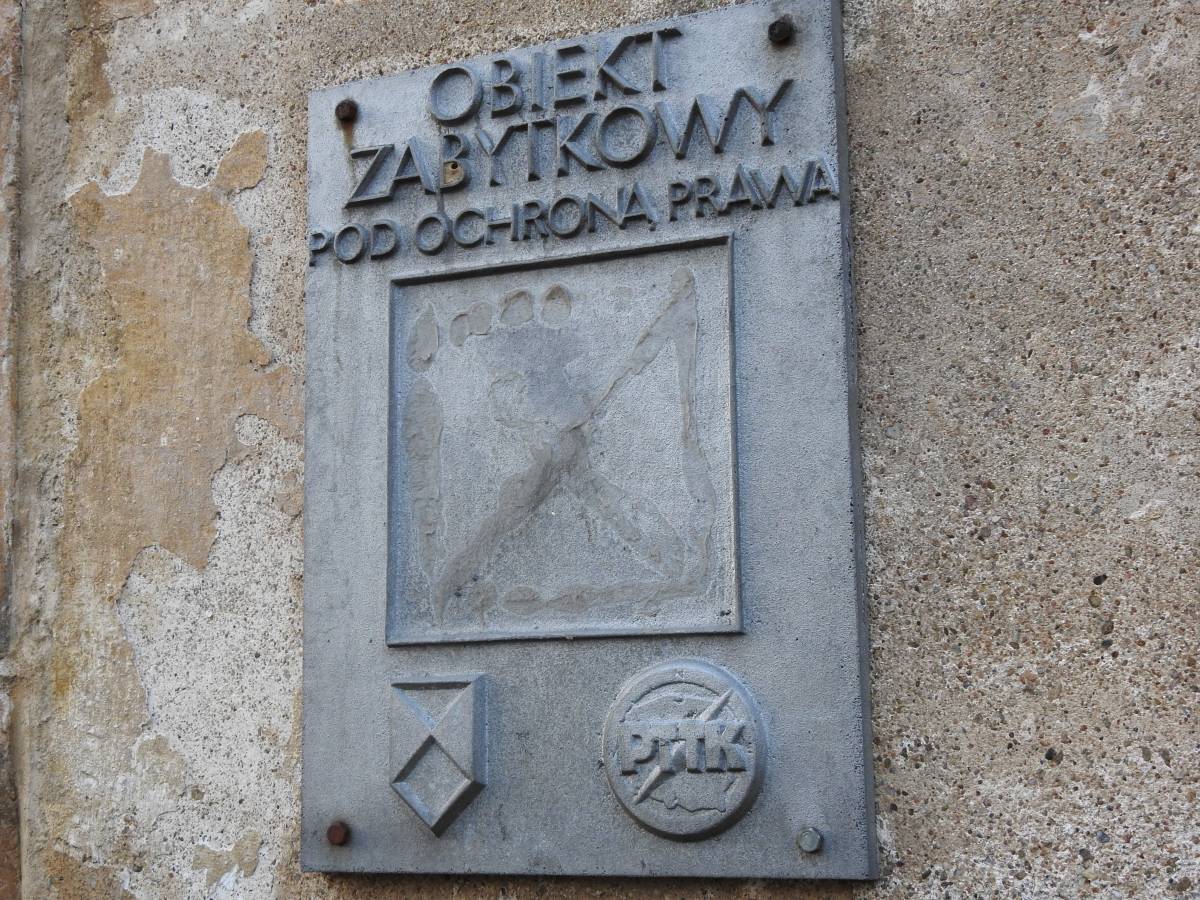 OBIEKT
ZABYTKOWY
POD OCHRONĄ PRAWA
N
PTTK